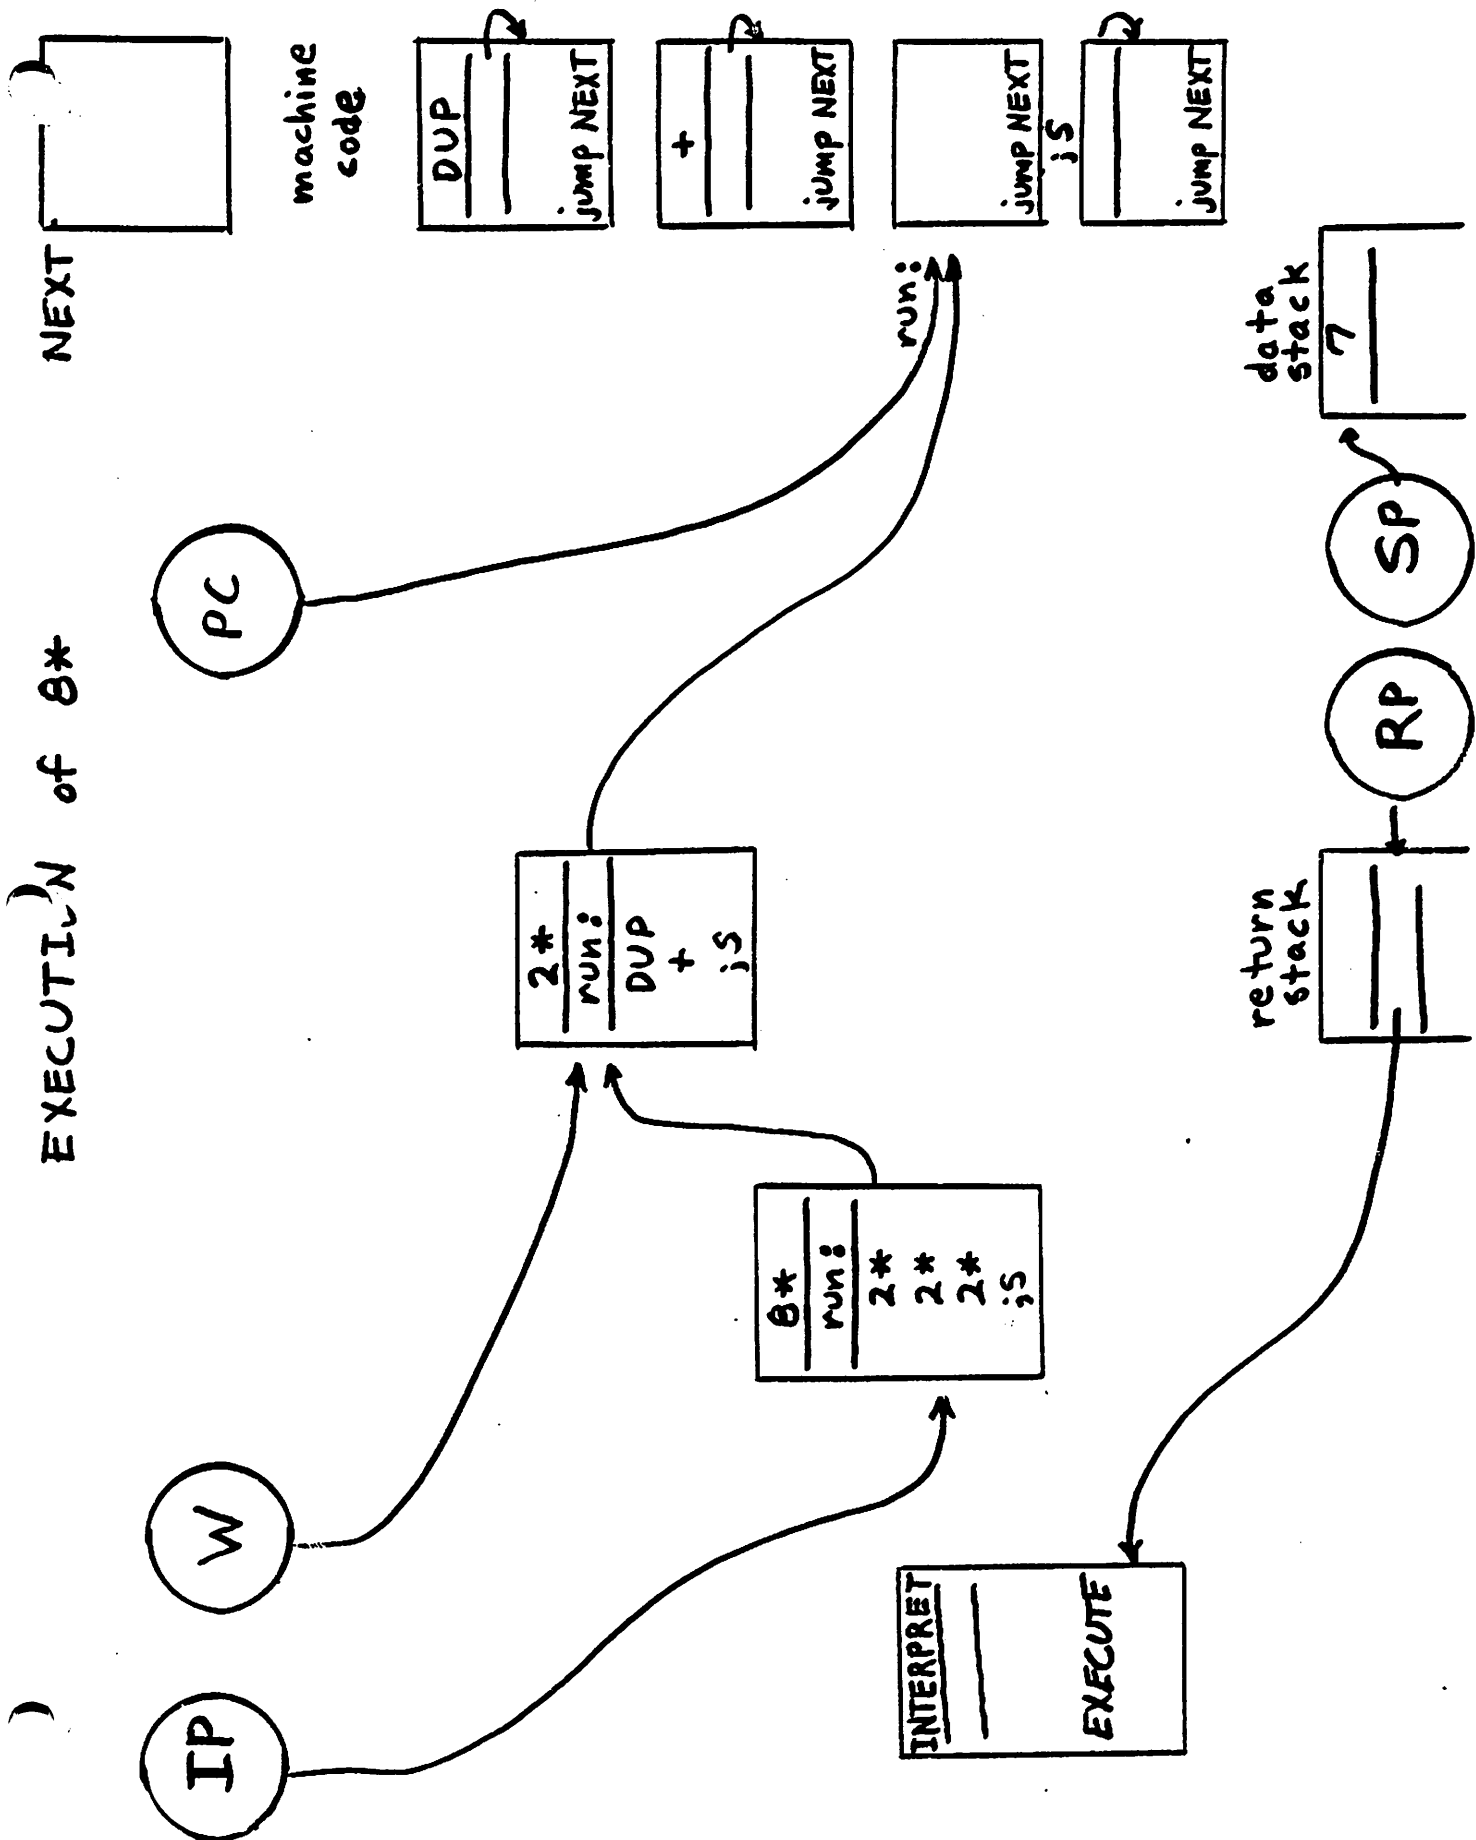 EXECUTION of 8*
IP
W
PC
NEXT
machine
code
DUP
jump NEXT
+
jump NEXT
run:
jump NEXT
;S
jump NEXT
2*
run:
DUP
+
;S
8*
run:
2*
2*
2*
;S
INTERPRET
EXECUTE
return
stack
RP
SP
data
stack
7